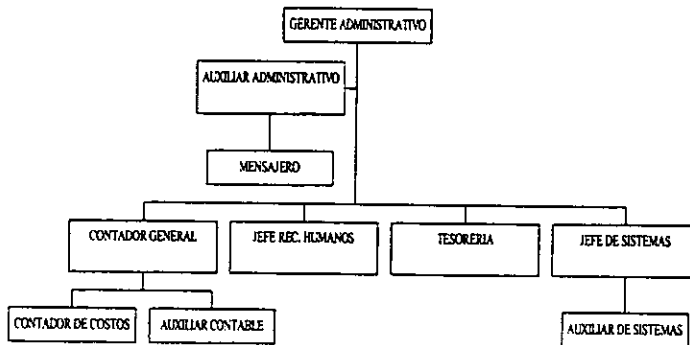 GERENTE ADMINISTRATIVO
AUXILIAR ADMINISTRATIVO
MENSAJERO
CONTADOR GENERAL
JEFE REC. HUMANOS
TESORERIA
JEFE DE SISTEMAS
CONTADOR DE COSTOS
AUXILIAR CONTABLE
AUXILIAR DE SISTEMAS